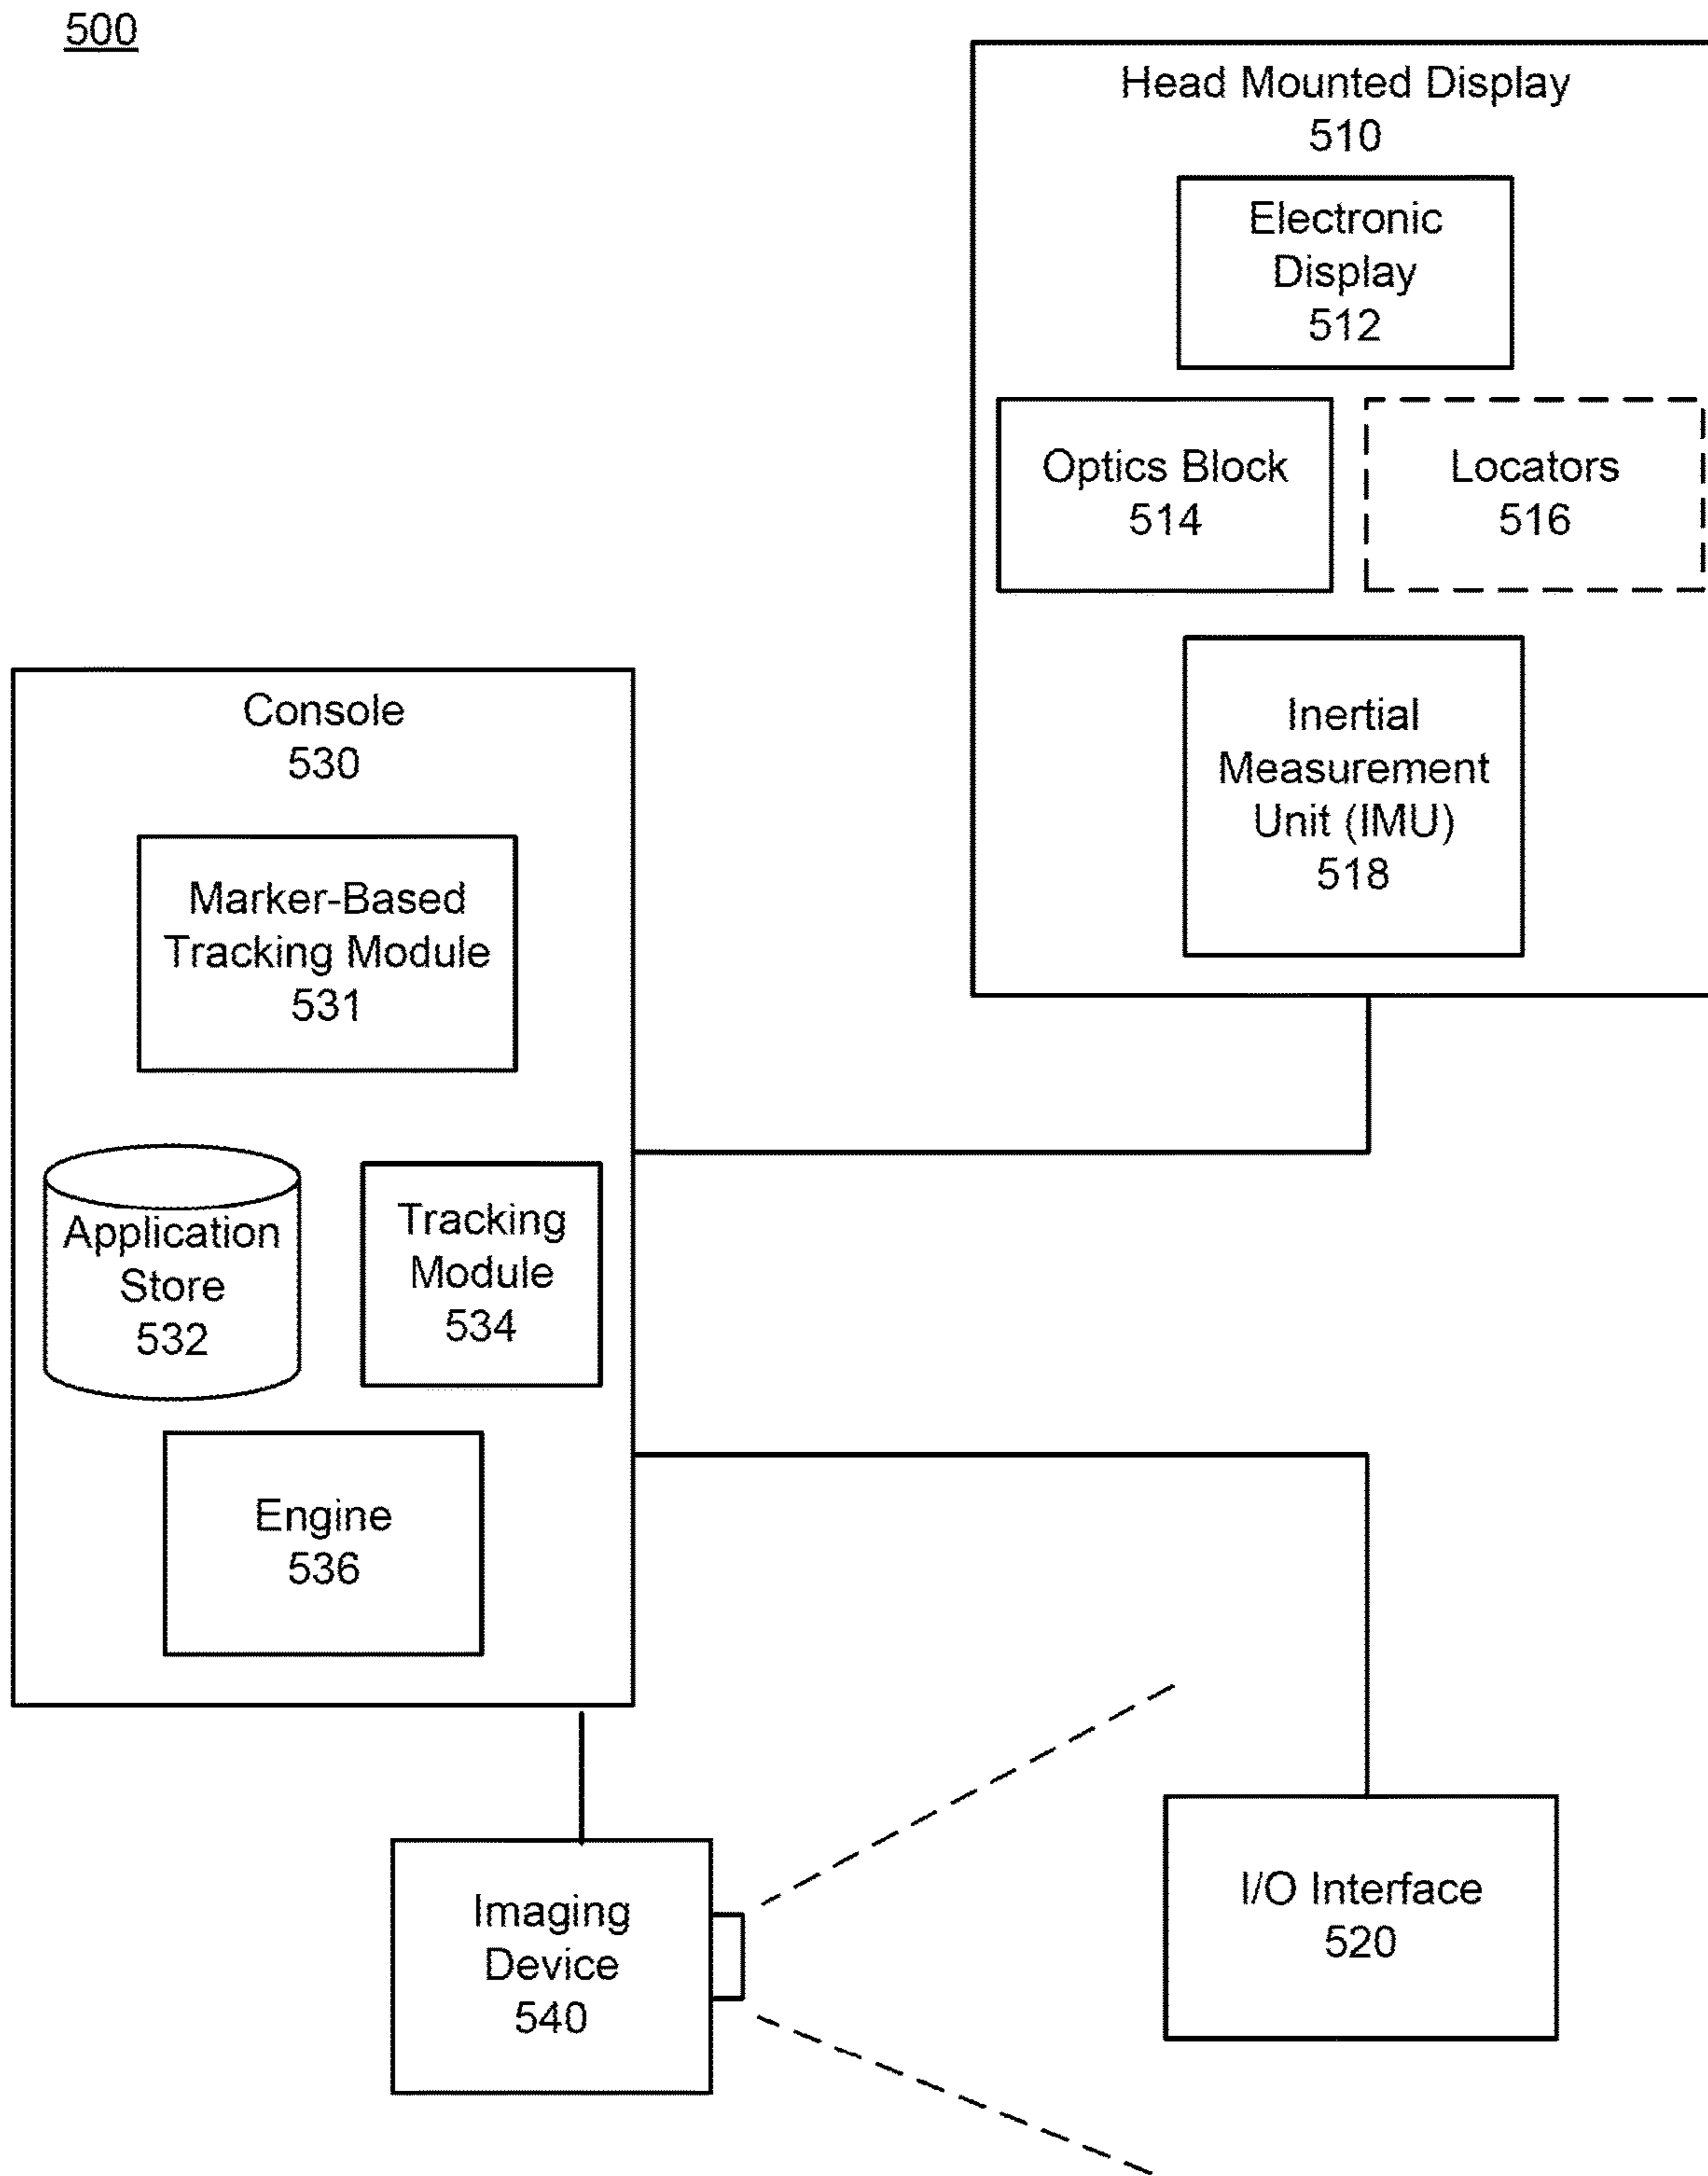 500
Head Mounted Display
510
Electronic
Display
512
Optics Block
514
Locators
516
Inertial
Measurement
Unit (IMU)
518
Console
530
Marker-Based
Tracking Module
531
Application
Store
532
Tracking
Module
534
Engine
536
Imaging
Device
540
I/O Interface
520